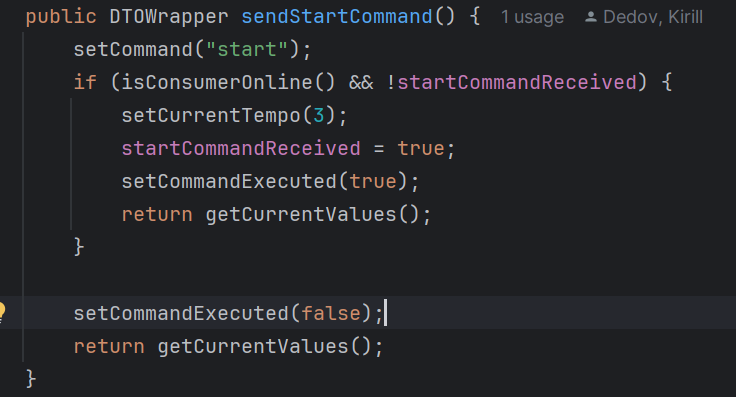 public DTOWrapper sendStartCommand() { 1 usage Dedov, Kirill
    setCommand("start");
    if (isConsumerOnline() && !startCommandReceived) {
        setCurrentTempo(3);
        startCommandReceived = true;
        setCommandExecuted(true);
        return getCurrentValues();
    }
    setCommandExecuted(false);
    return getCurrentValues();
}